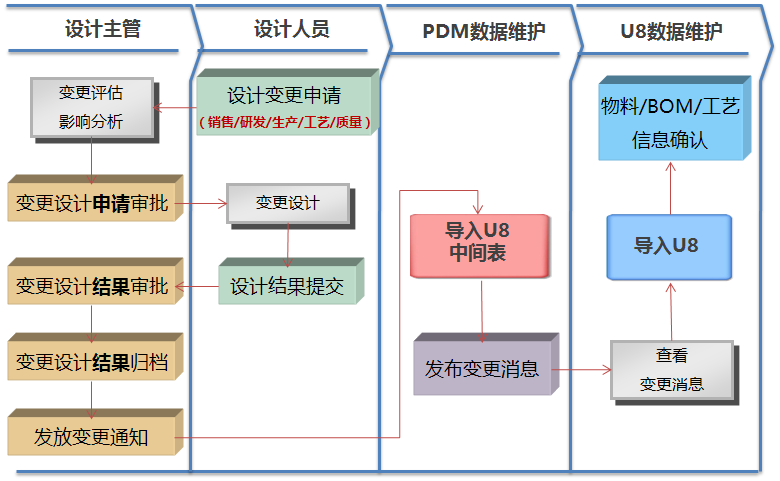 设计主管
设计人员
PDM数据维护
U8数据维护
变更评估
影响分析
设计变更申请
（销售/研发/生产/工艺/质量）
物料/BOM/工艺
信息确认
变更设计申请审批
变更设计
导入U8
中间表
导入U8
变更设计结果审批
设计结果提交
变更设计结果归档
发布变更消息
查看
变更消息
发放变更通知